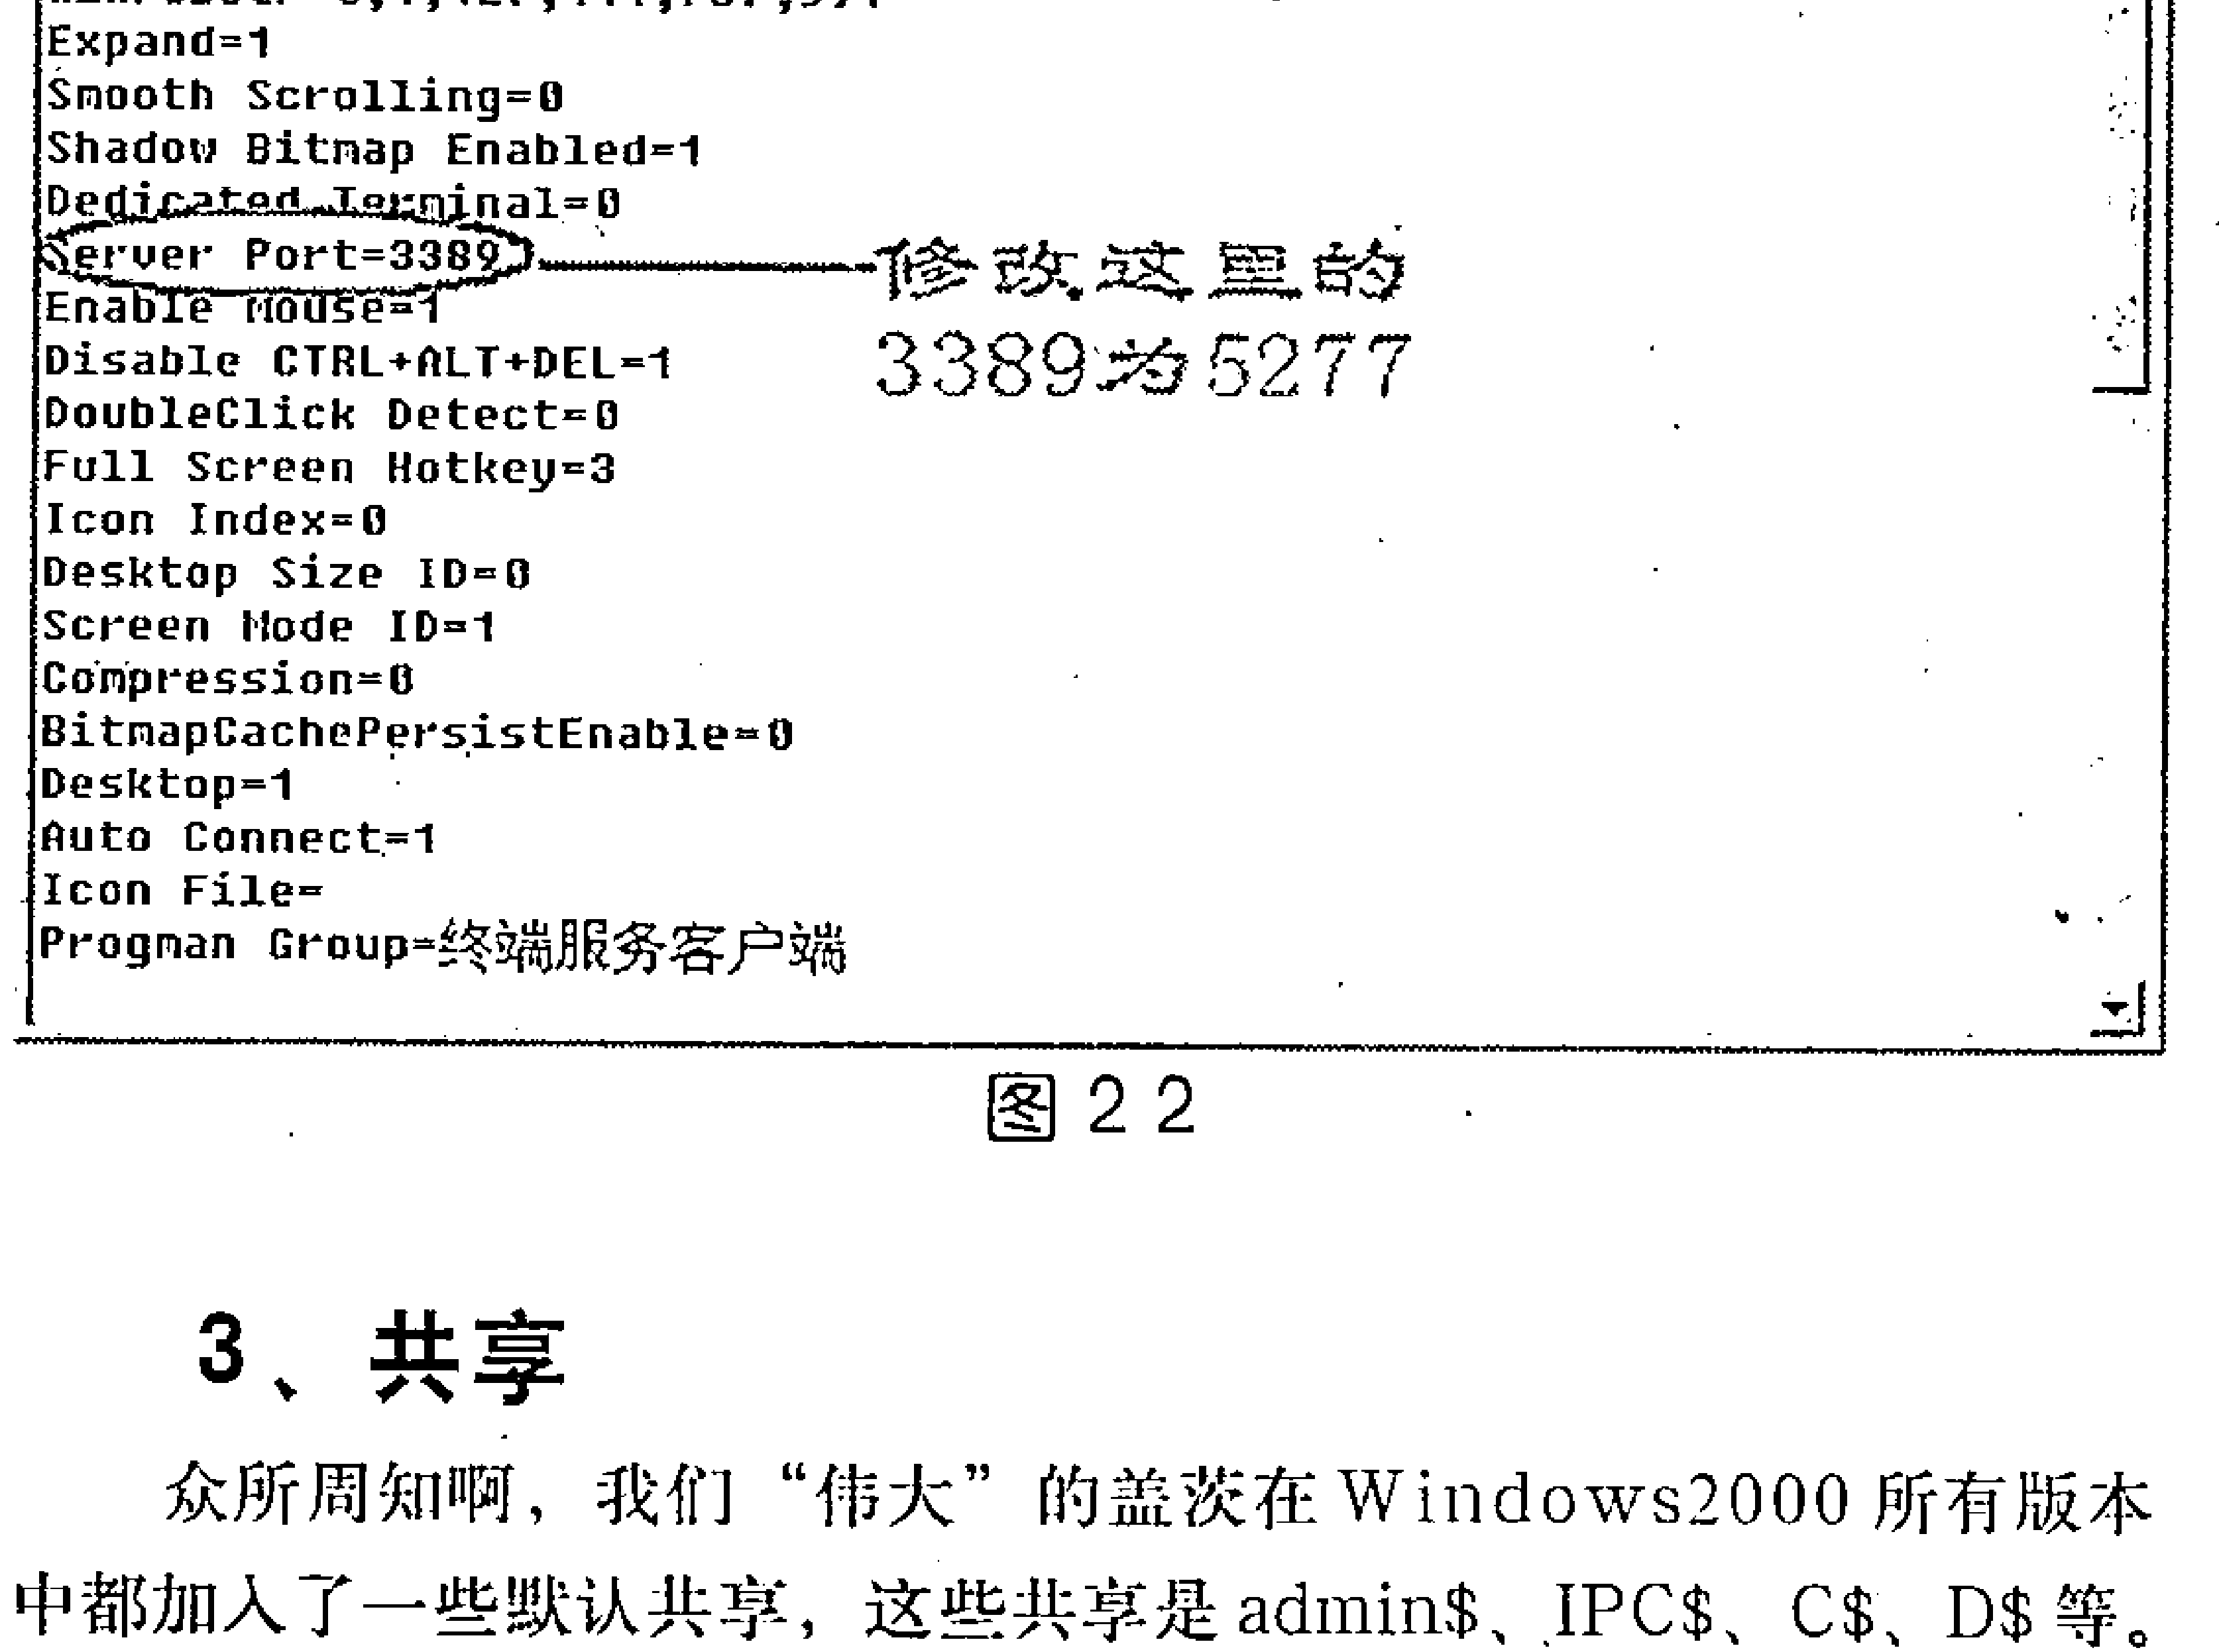 Expand=1
Smooth Scrolling=0
Shadow Bitmap Enabled=1
Dedicated Terminal=0
Server Port=3389
修改这里的
3389为5277
Enable Mouse=1
Disable CTRL+ALT+DEL=1
DoubleClick Detect=0
Full Screen Hotkey=3
Icon Index=0
Desktop Size ID=0
Screen Mode ID=1
Compression=0
BitmapCachePersistEnable=0
Desktop=1
Auto Connect=1
Icon File=
Progman Group=终端服务客户端
图22
3、共享
众所周知啊，我们“伟大”的盖茨在Windows2000所有版本
中都加入了一些默认共享，这些共享是admin$、IPC$、C$、D$等。